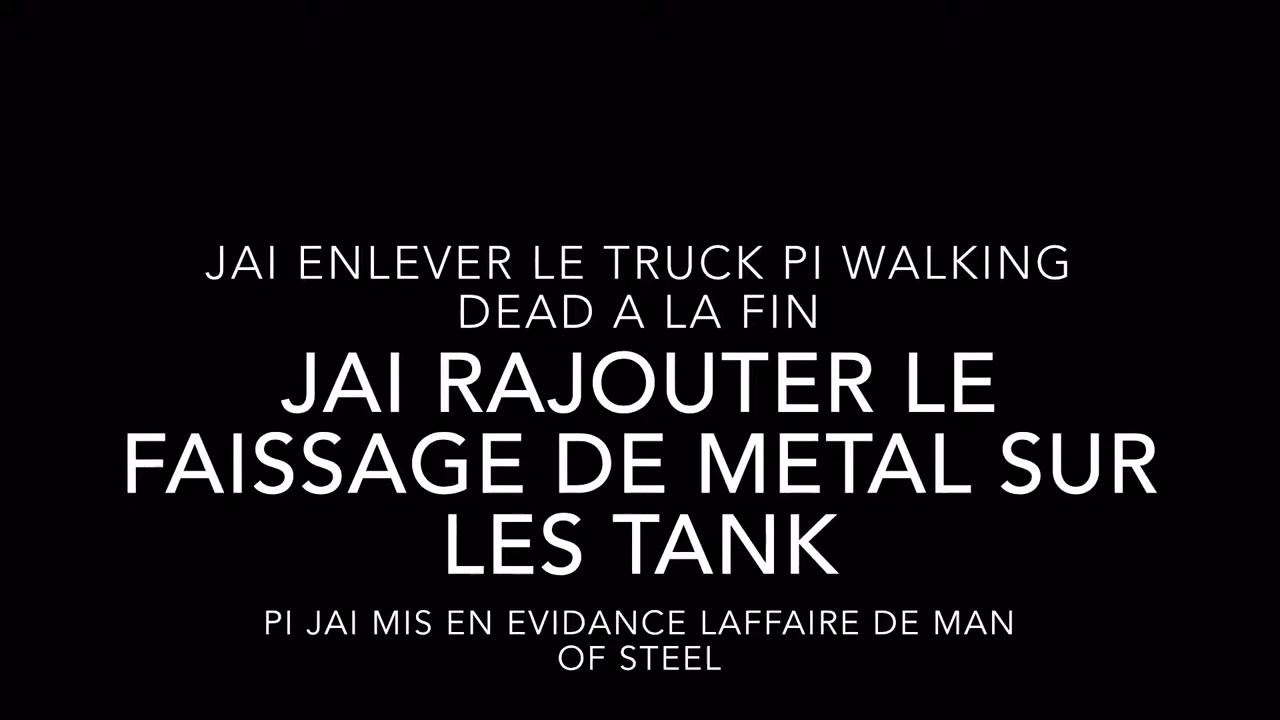 JAI ENLEVER LE TRUCK PI WALKING
DEAD A LA FIN
JAI RAJOUTER LE
FAISSAGE DE METAL SUR
LES TANK
PI JAI MIS EN EVIDANCE LAFFAIRE DE MAN
OF STEEL